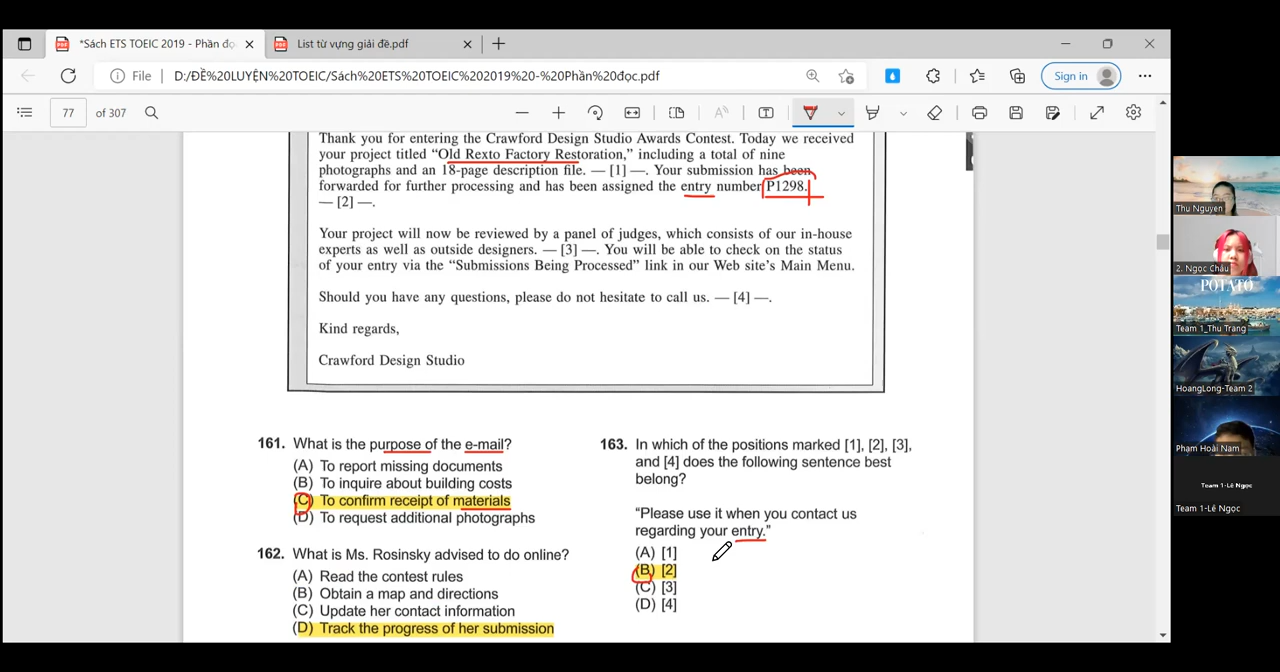 *Sách ETS TOEIC 2019 - Phần đọ
List từ vựng giải đề.pdf
File
D:/ĐỀ%20LUYỆN%20TOEIC/Sách%20ETS%20TOEIC%202019%20-%20Phần%20đọc.pdf
Sign in
77
of 307
Thank you for entering the Crawford Design Studio Awards Contest. Today we received
your project titled “Old Rexto Factory Restoration,” including a total of nine
photographs and an 18-page description file. — [1] —. Your submission has been
forwarded for further processing and has been assigned the entry number P1298.
— [2] —.
Your project will now be reviewed by a panel of judges, which consists of our in-house
experts as well as outside designers. — [3] —. You will be able to check on the status
of your entry via the “Submissions Being Processed” link in our Web site’s Main Menu.
Should you have any questions, please do not hesitate to call us. — [4] —.
Kind regards,
Crawford Design Studio
161. What is the purpose of the e-mail?
(A) To report missing documents
(B) To inquire about building costs
(C) To confirm receipt of materials
(D) To request additional photographs
162. What is Ms. Rosinsky advised to do online?
(A) Read the contest rules
(B) Obtain a map and directions
(C) Update her contact information
(D) Track the progress of her submission
163. In which of the positions marked [1], [2], [3],
and [4] does the following sentence best
belong?
“Please use it when you contact us
regarding your entry.”
(A) [1]
(B) [2]
(C) [3]
(D) [4]
Thu Nguyen
2. Ngọc Châu
POTATO
Team 1_Thu Trang
HoangLong-Team 2
Phạm Hoài Nam
Team 1-Lê Ngọc
Team 1-Lê Ngọc